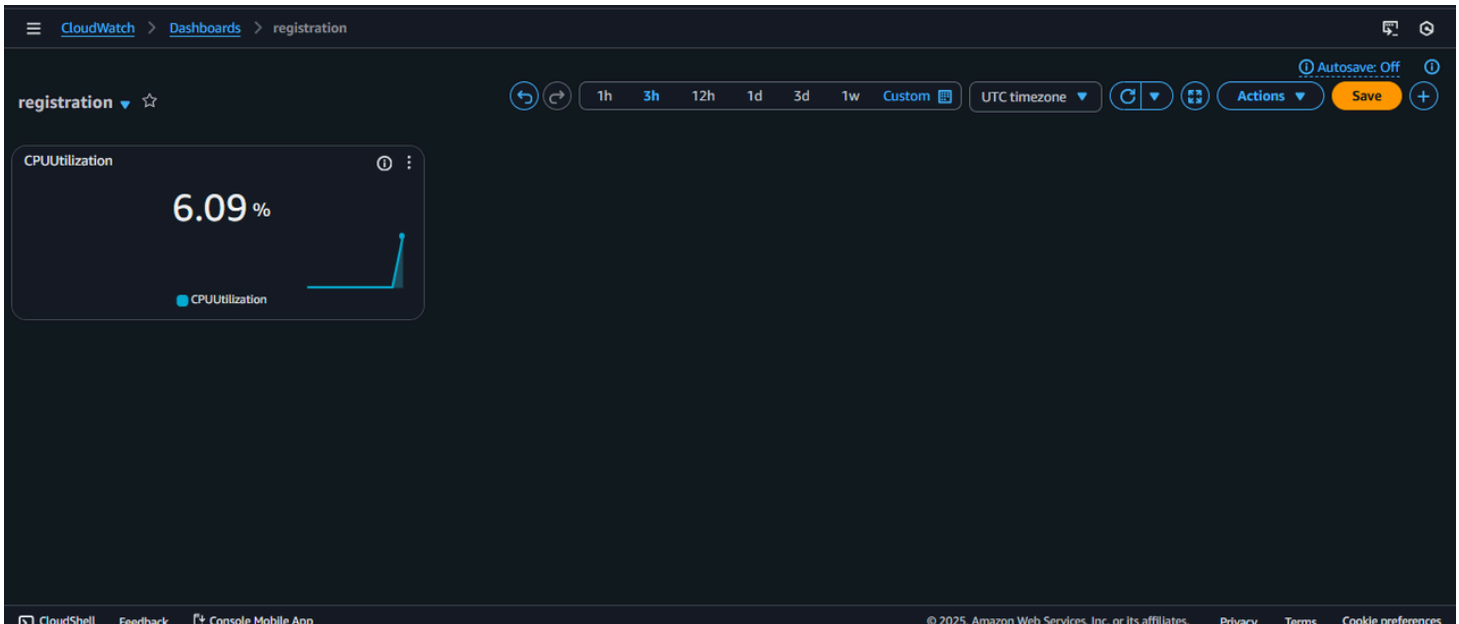 CloudWatch > Dashboards > registration
Autosave: Off
registration
1h 3h 12h 1d 3d 1w Custom UTC timezone Actions Save
CPUUtilization
6.09 %
CPUUtilization
CloudShell Feedback Console Mobile App © 2025, Amazon Web Services, Inc. or its affiliates. Privacy Terms Cookie preferences